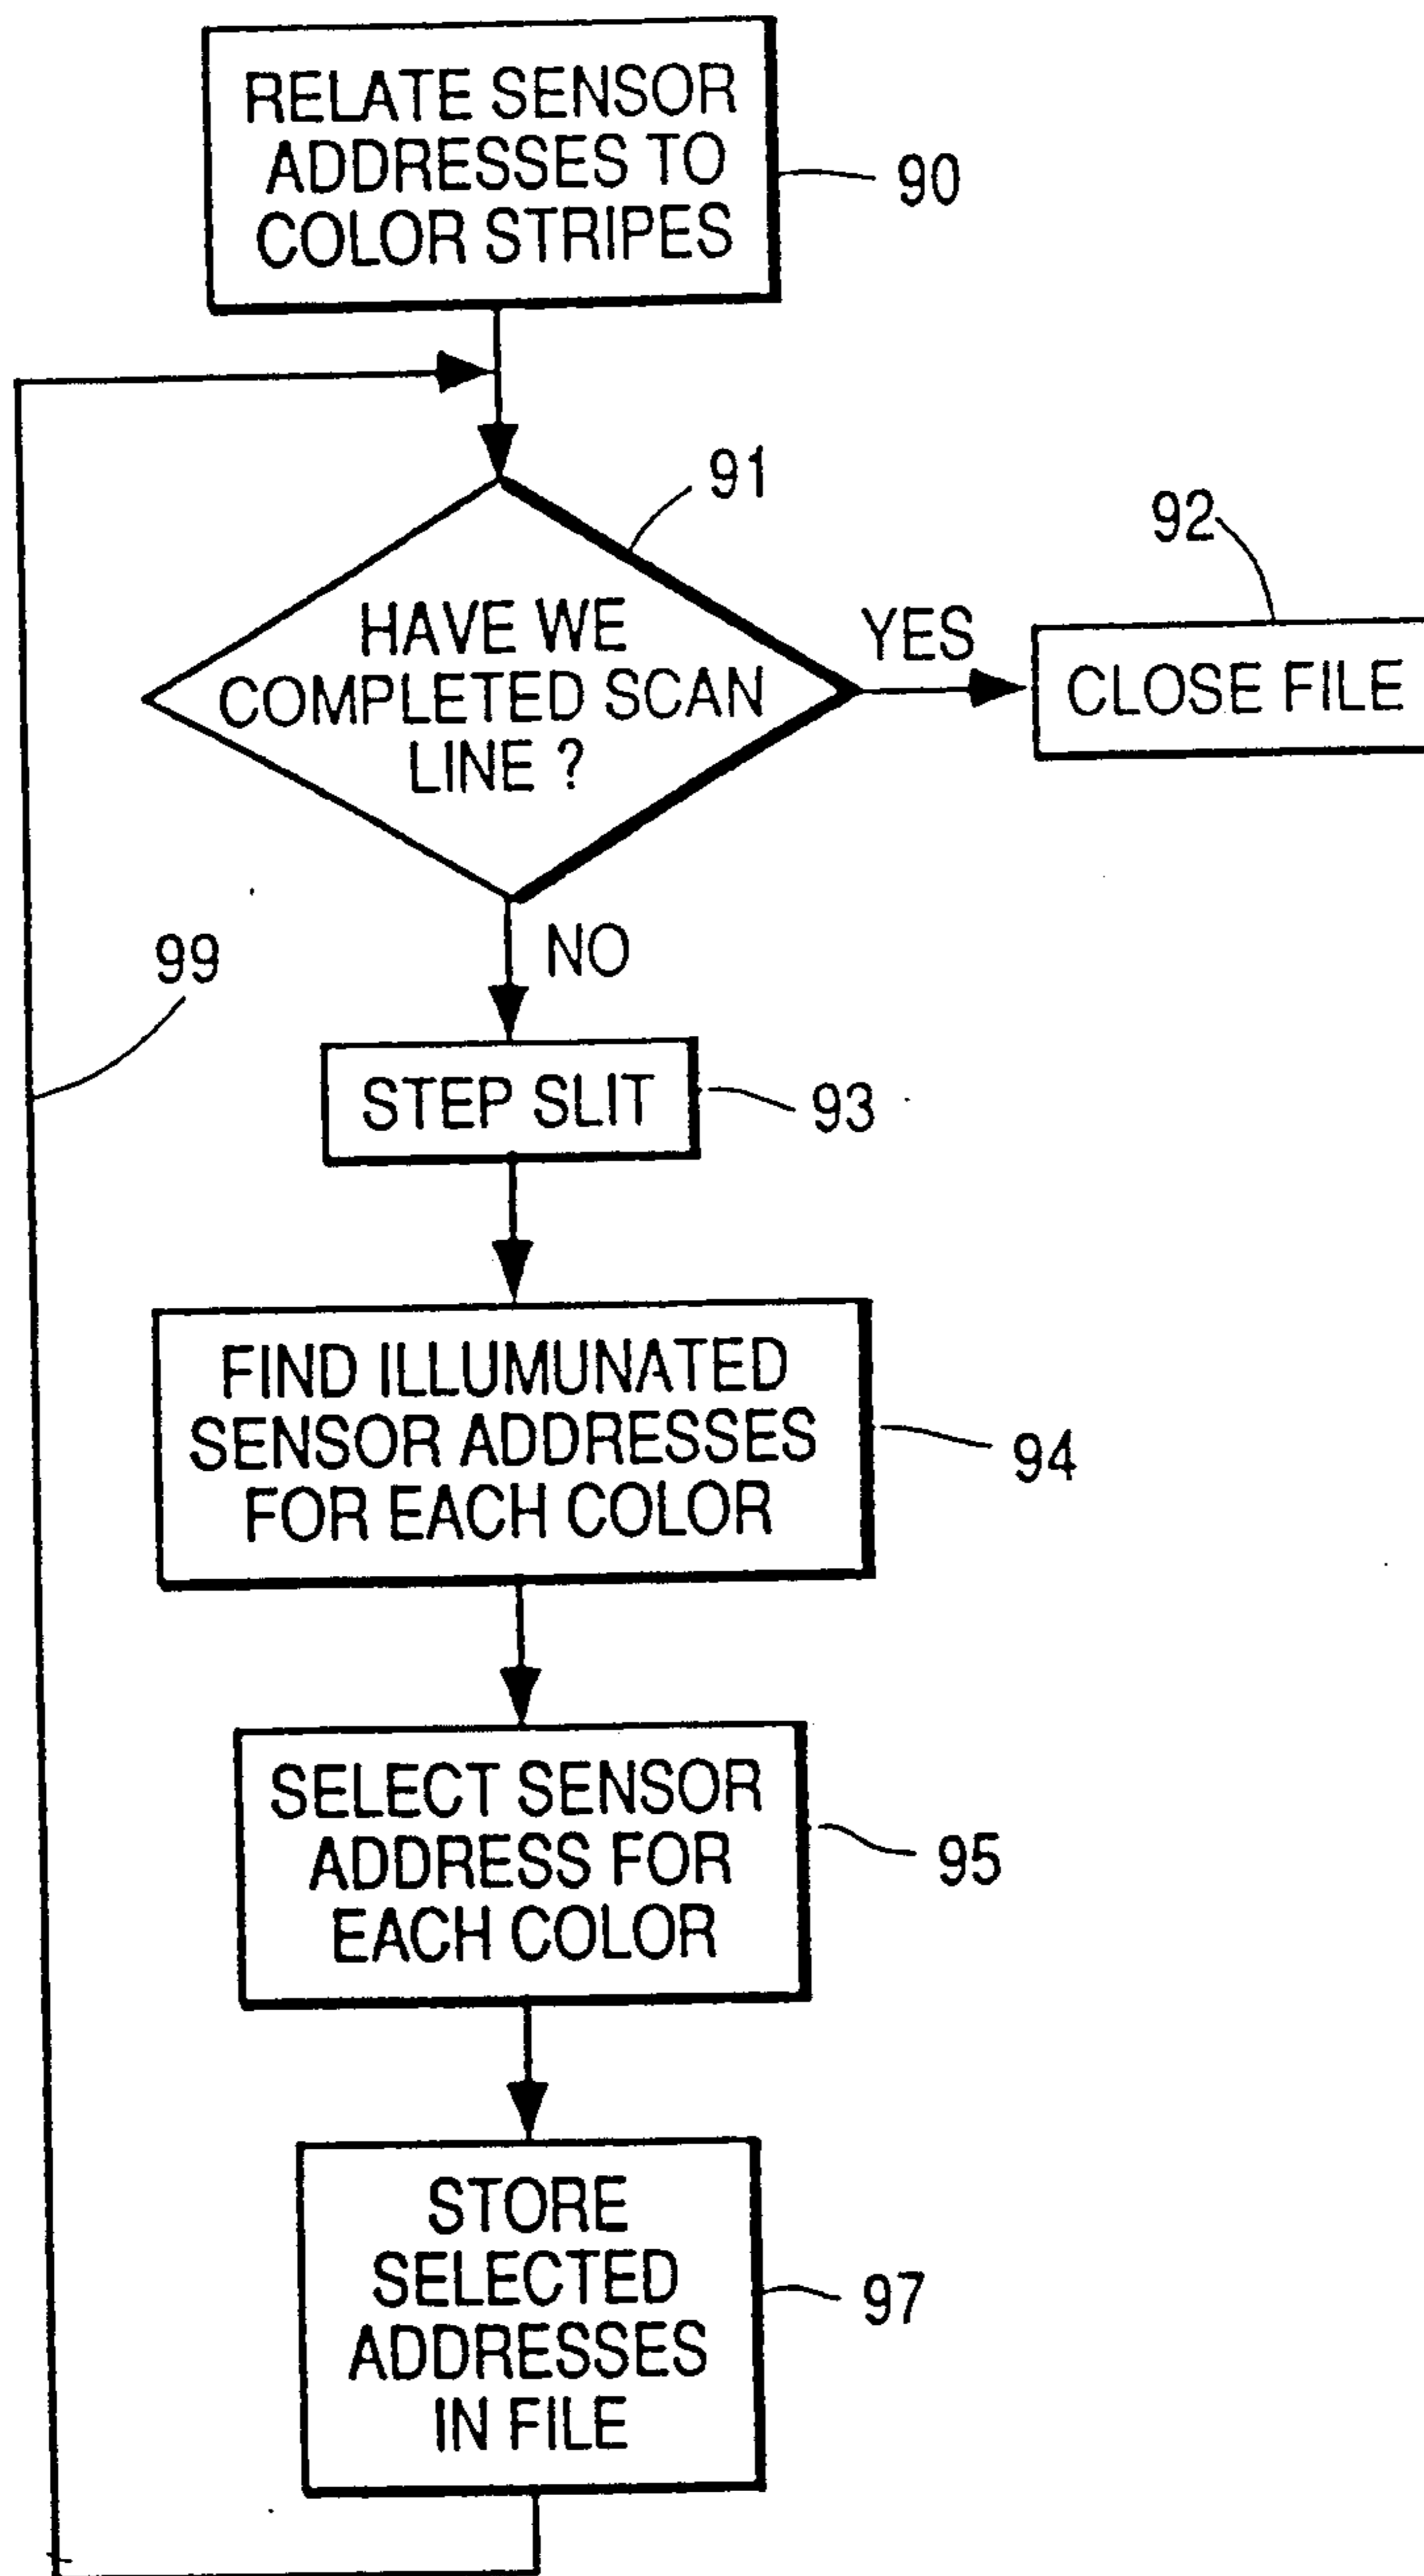 RELATE SENSOR
ADDRESSES TO
COLOR STRIPES
90
91
HAVE WE
COMPLETED SCAN
LINE ?
YES
92
CLOSE FILE
NO
99
STEP SLIT
93
FIND ILLUMUNATED
SENSOR ADDRESSES
FOR EACH COLOR
94
SELECT SENSOR
ADDRESS FOR
EACH COLOR
95
STORE
SELECTED
ADDRESSES
IN FILE
97